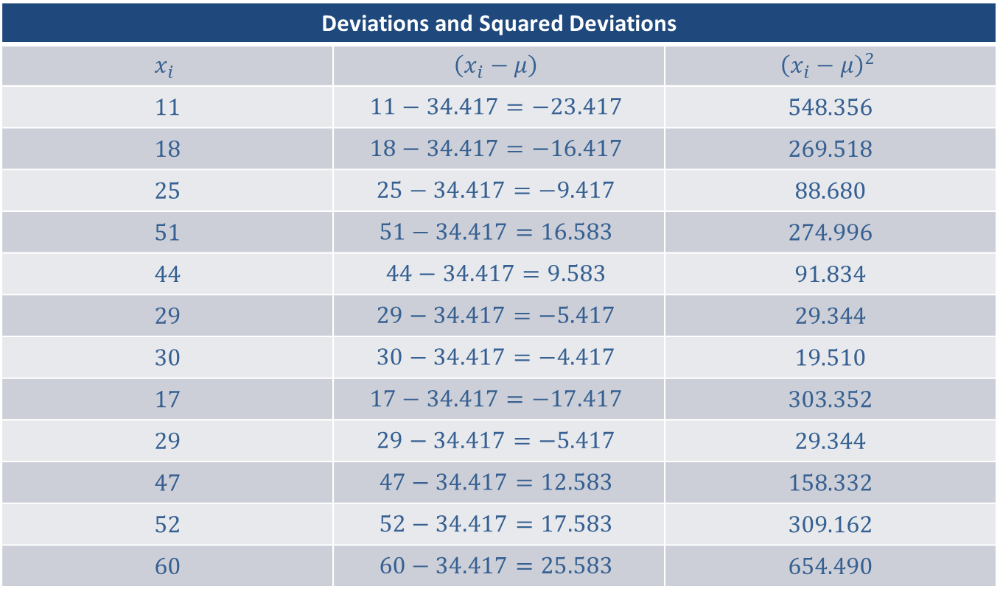 Deviations and Squared Deviations
𝑥ᵢ (𝑥ᵢ − 𝜇) (𝑥ᵢ − 𝜇)²
11 11 − 34.417 = −23.417 548.356
18 18 − 34.417 = −16.417 269.518
25 25 − 34.417 = −9.417 88.680
51 51 − 34.417 = 16.583 274.996
44 44 − 34.417 = 9.583 91.834
29 29 − 34.417 = −5.417 29.344
30 30 − 34.417 = −4.417 19.510
17 17 − 34.417 = −17.417 303.352
29 29 − 34.417 = −5.417 29.344
47 47 − 34.417 = 12.583 158.332
52 52 − 34.417 = 17.583 309.162
60 60 − 34.417 = 25.583 654.490